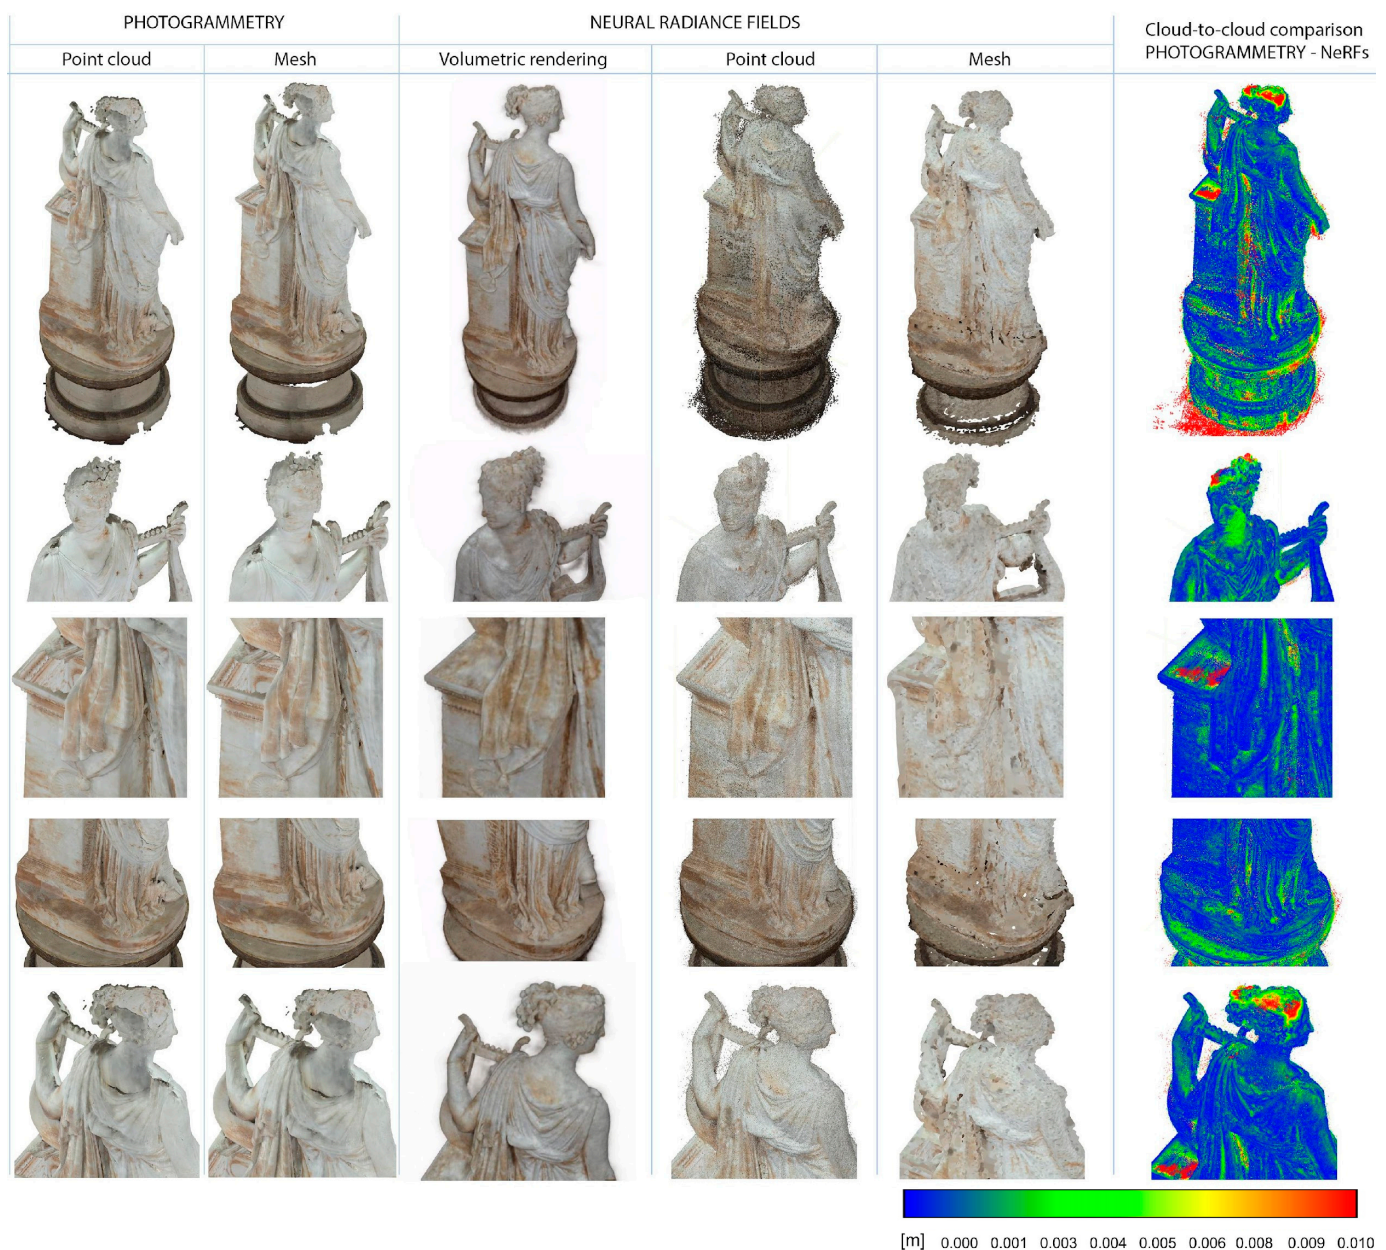 PHOTOGRAMMETRY
NEURAL RADIANCE FIELDS
Cloud-to-cloud comparison
PHOTOGRAMMETRY - NeRFs
Point cloud
Mesh
Volumetric rendering
Point cloud
Mesh
[m] 0.000 0.001 0.003 0.004 0.005 0.006 0.008 0.009 0.010